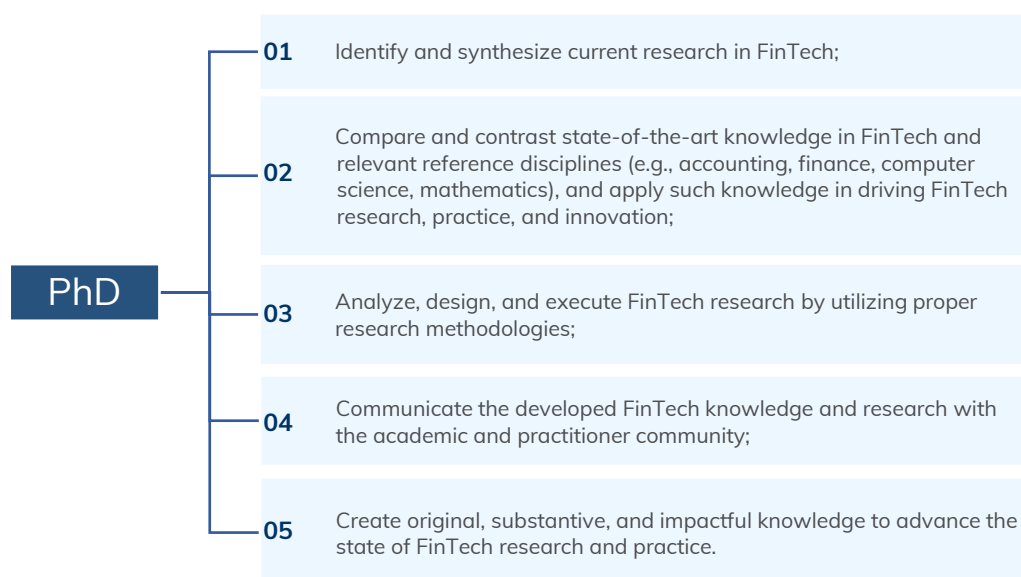 PhD
01
Identify and synthesize current research in FinTech;
02
Compare and contrast state-of-the-art knowledge in FinTech and
relevant reference disciplines (e.g., accounting, finance, computer
science, mathematics), and apply such knowledge in driving FinTech
research, practice, and innovation;
03
Analyze, design, and execute FinTech research by utilizing proper
research methodologies;
04
Communicate the developed FinTech knowledge and research with
the academic and practitioner community;
05
Create original, substantive, and impactful knowledge to advance the
state of FinTech research and practice.